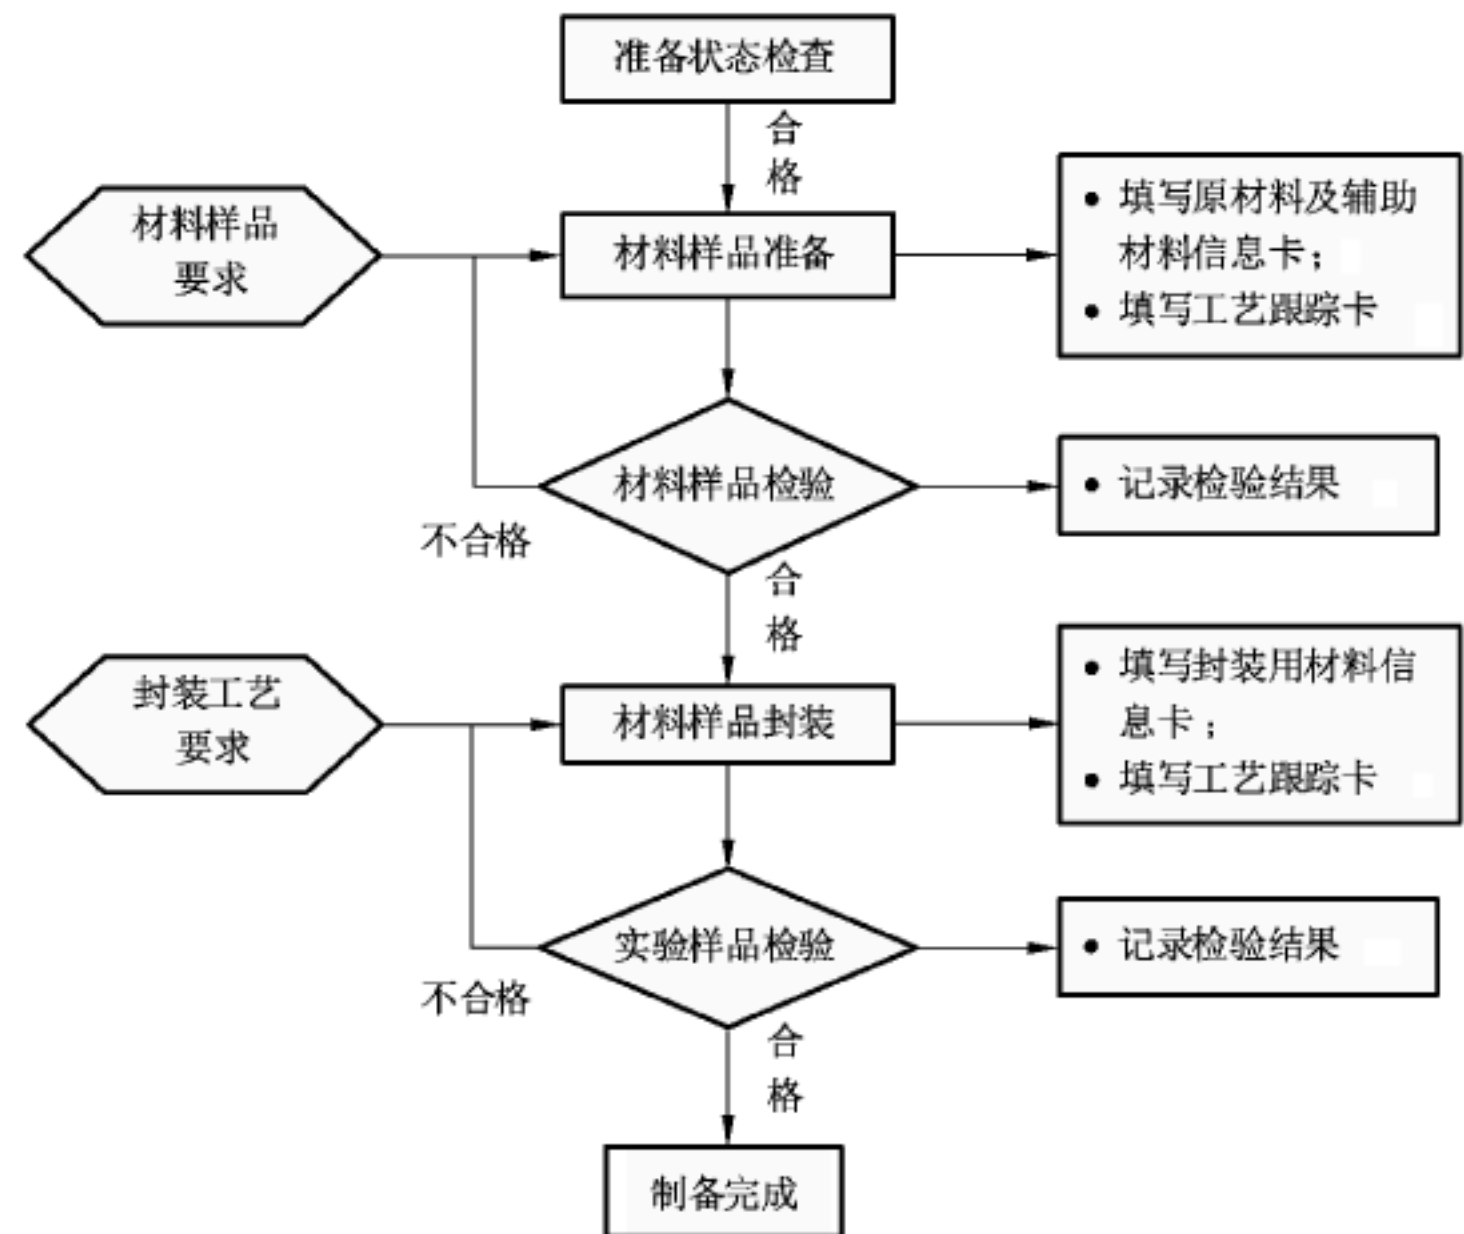 准备状态检查
合
格
材料样品
要求
材料样品准备
• 填写原材料及辅助
材料信息卡；
• 填写工艺跟踪卡
材料样品检验
• 记录检验结果
不合格
合
格
封装工艺
要求
材料样品封装
• 填写封装用材料信
息卡；
• 填写工艺跟踪卡
实验样品检验
• 记录检验结果
不合格
合
格
制备完成